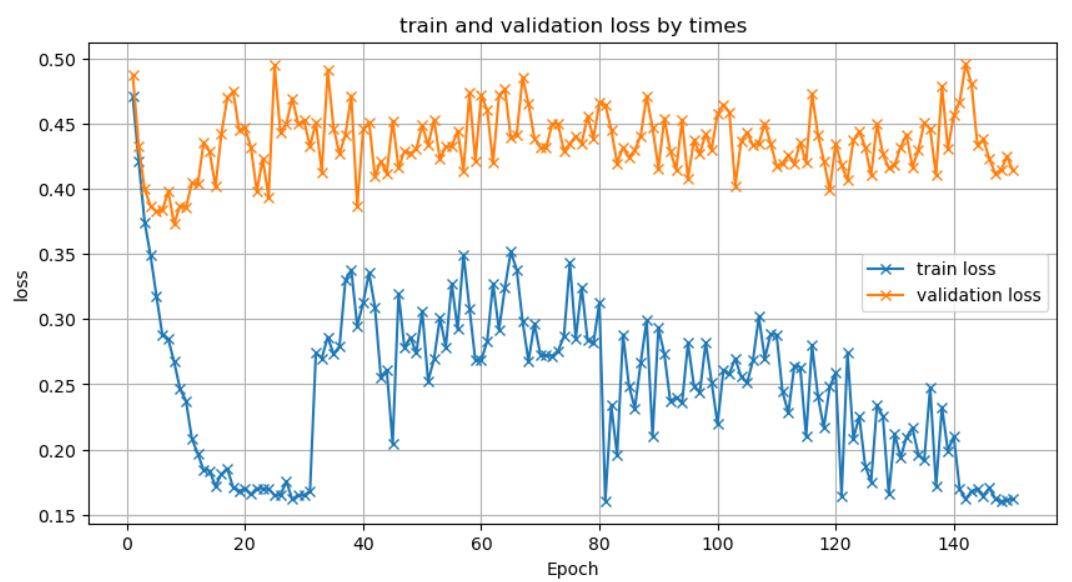 train and validation loss by times
0.50
0.45
0.40
0.35
0.30
0.25
0.20
0.15
loss
train loss
validation loss
0 20 40 60 80 100 120 140
Epoch